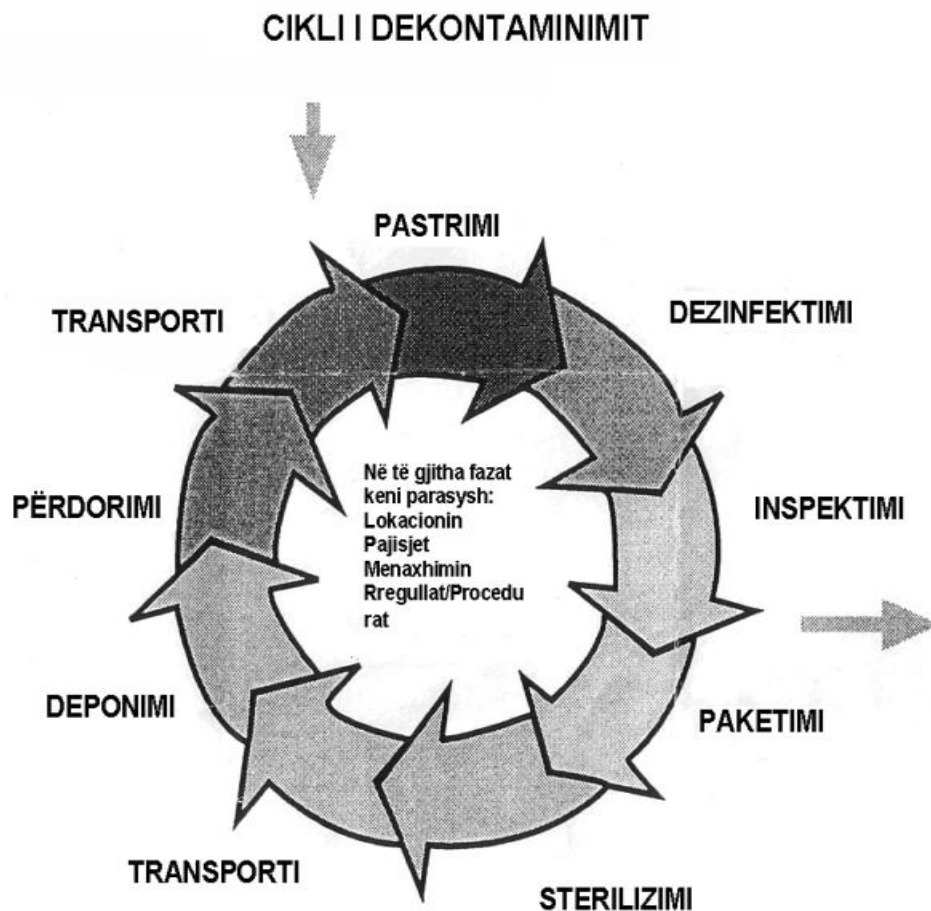 CIKLI I DEKONTAMINIMIT
PASTRIMI
TRANSPORTI
DEZINFEKTIMI
Në të gjitha fazat
keni parasysh:
Lokacionin
Pajisjet
Menaxhimin
Rregullat/Procedu
rat
PËRDORIMI
INSPEKTIMI
DEPONIMI
PAKETIMI
TRANSPORTI
STERILIZIMI